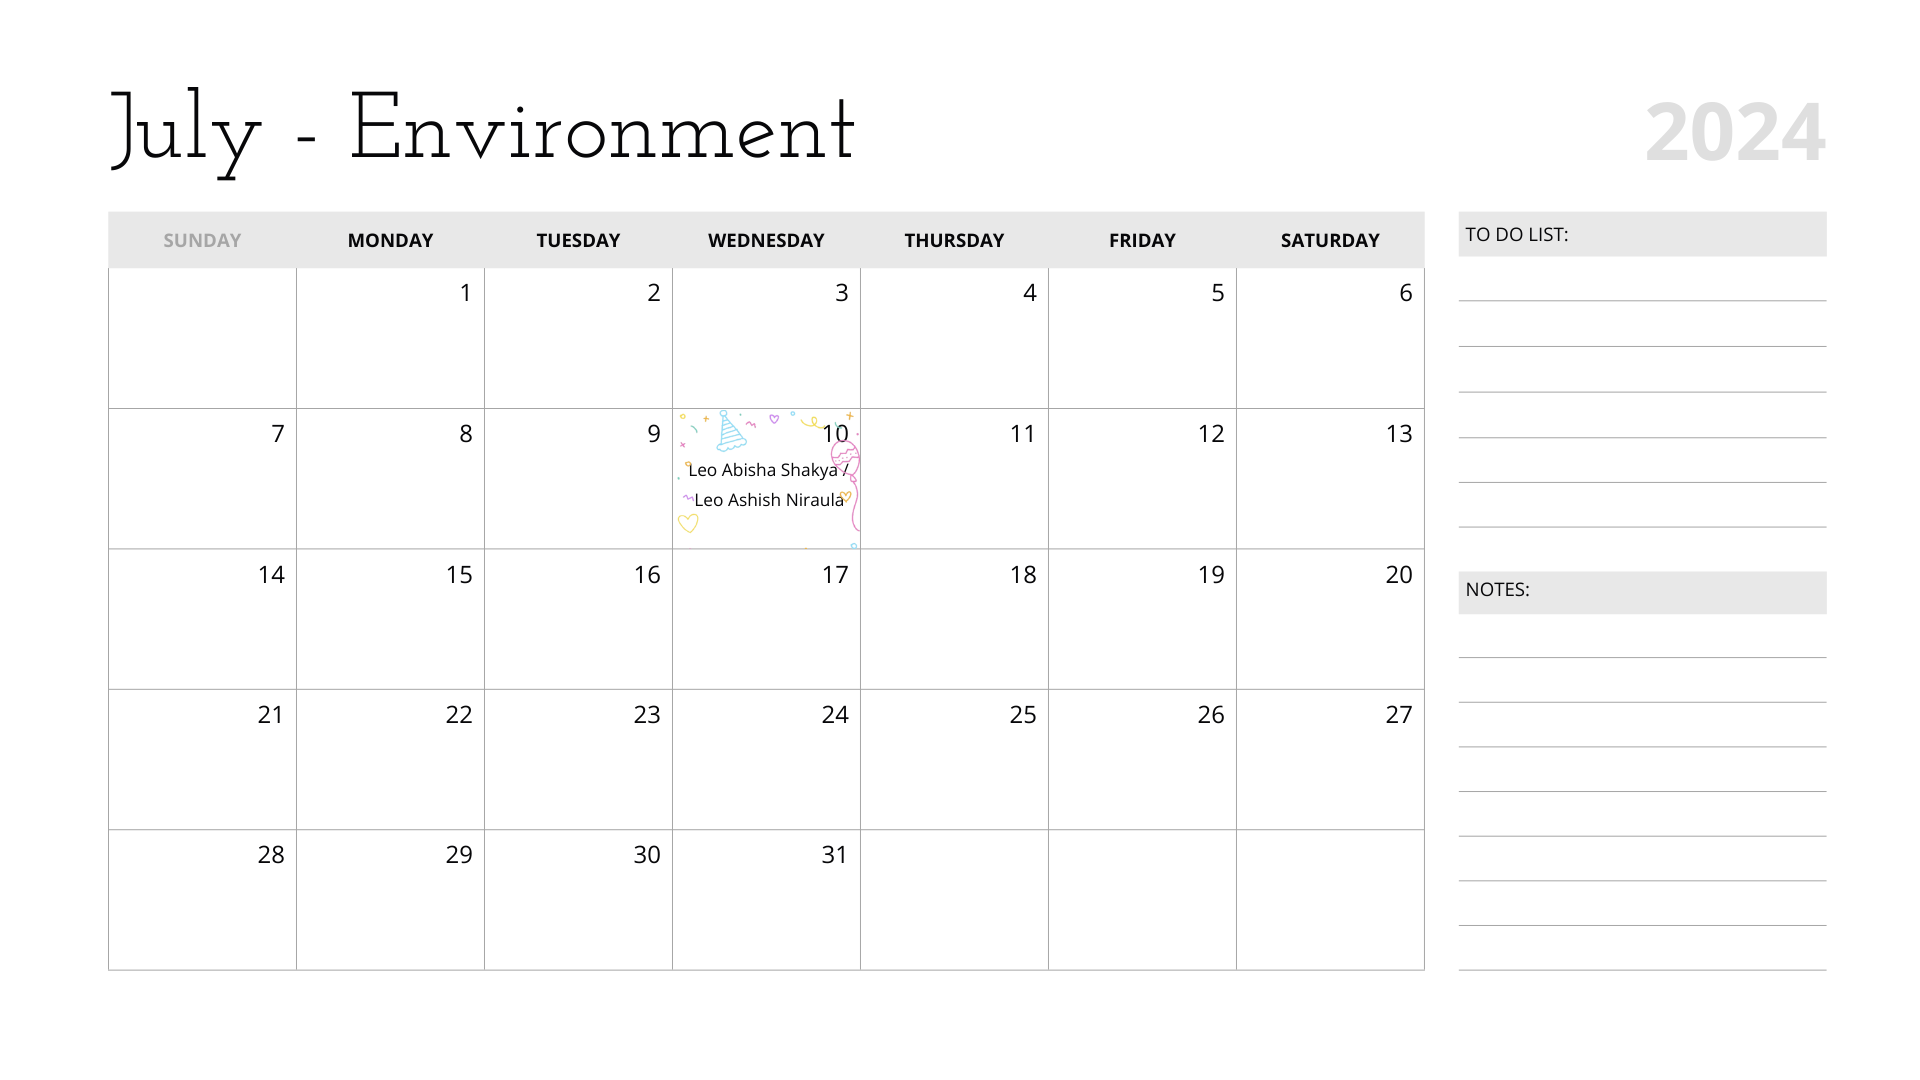 July - Environment
2024
SUNDAY MONDAY TUESDAY WEDNESDAY THURSDAY FRIDAY SATURDAY
1 2 3 4 5 6
7 8 9 10 11 12 13
Leo Abisha Shakya /
Leo Ashish Niraula
14 15 16 17 18 19 20
21 22 23 24 25 26 27
28 29 30 31
TO DO LIST:
NOTES: